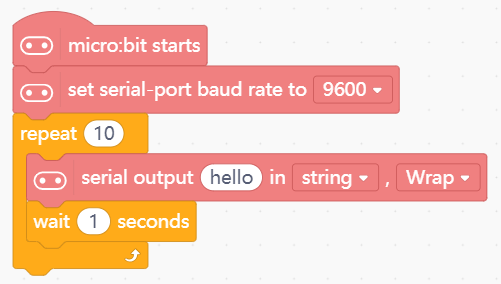 micro:bit starts
set serial-port baud rate to 9600
repeat 10
serial output hello in string , Wrap
wait 1 seconds